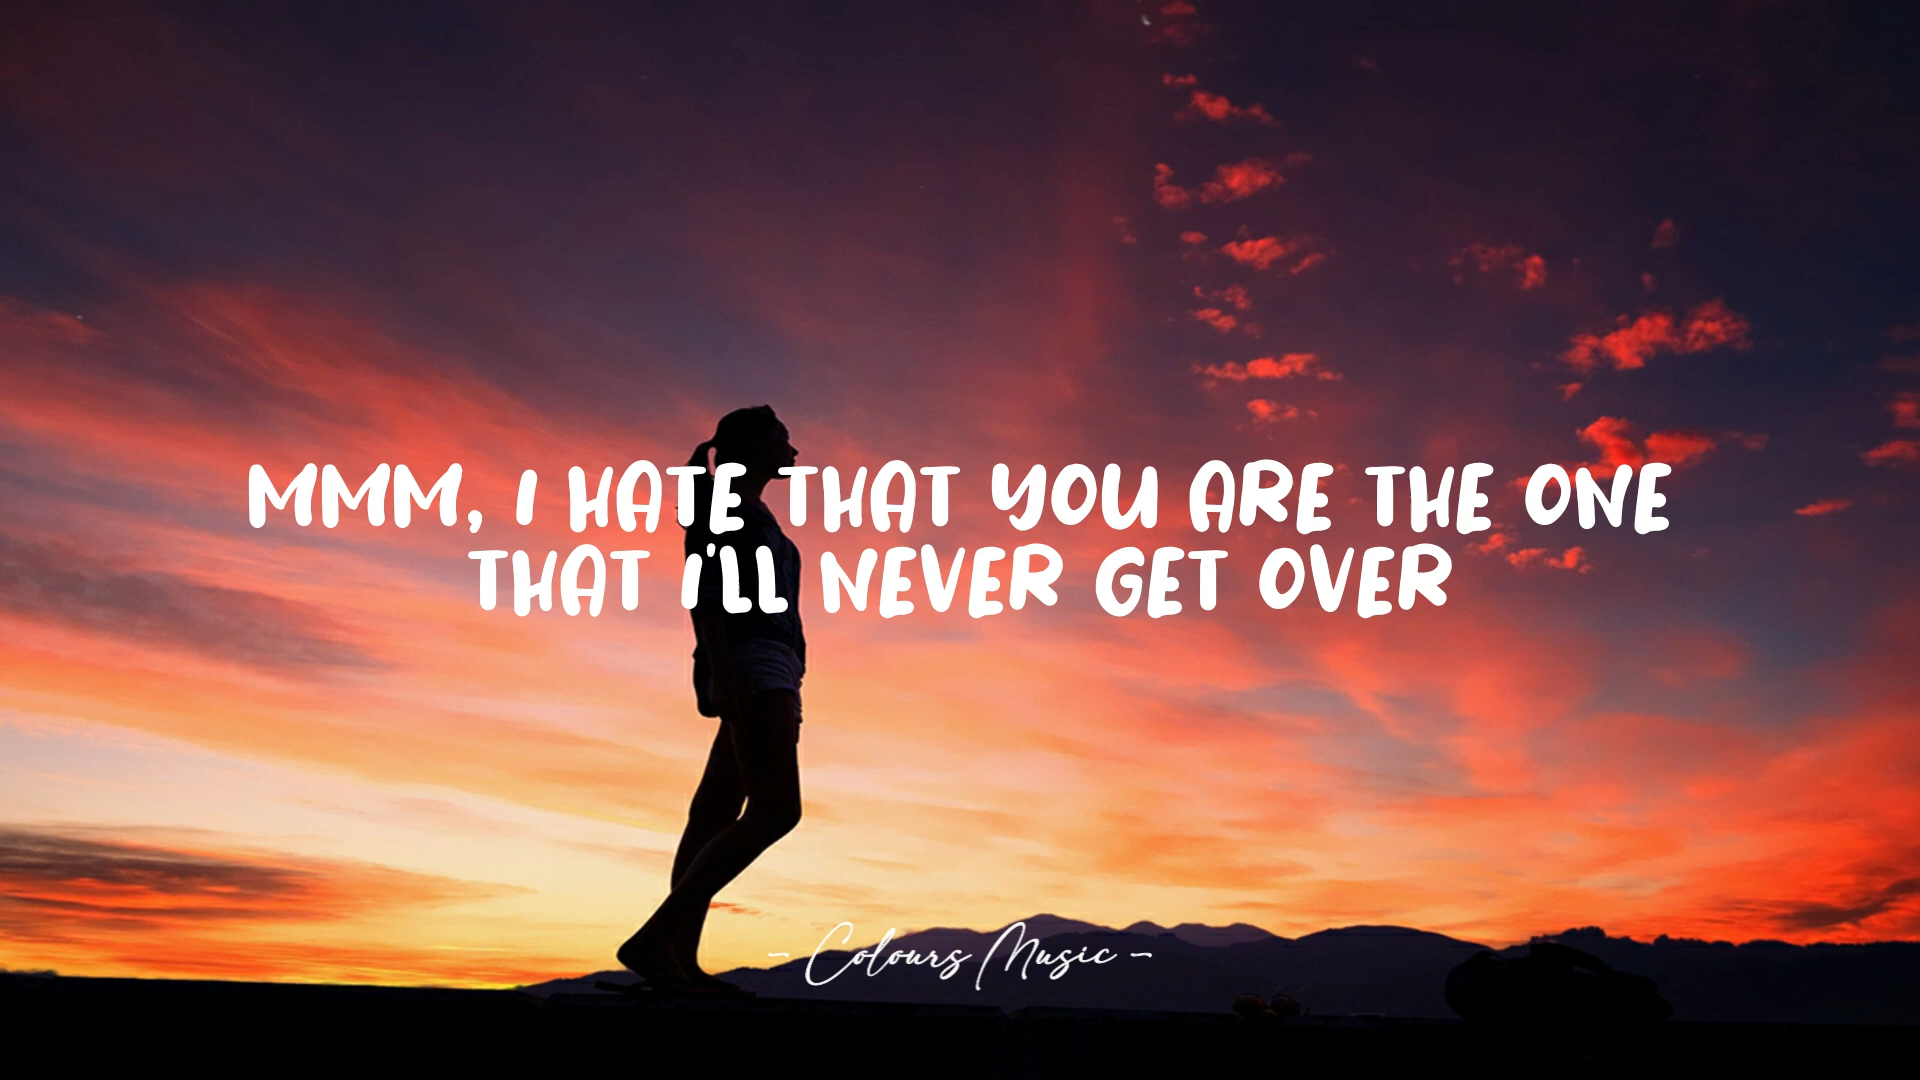 MMM, I HATE THAT YOU ARE THE ONE
THAT I'LL NEVER GET OVER
- Colours Music -